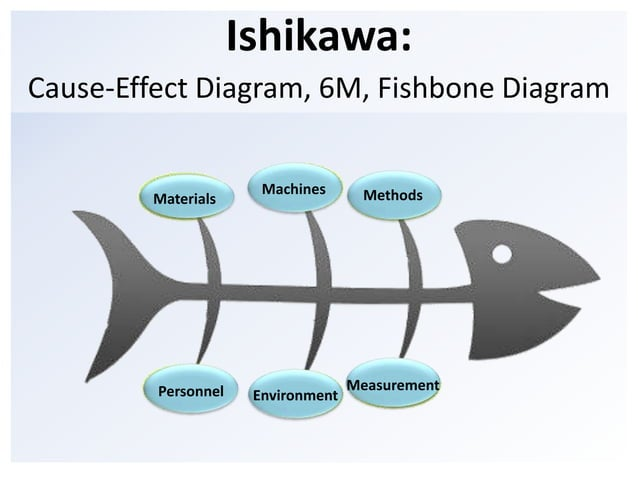 Ishikawa:
Cause-Effect Diagram, 6M, Fishbone Diagram
Materials
Machines
Methods
Personnel
Environment
Measurement